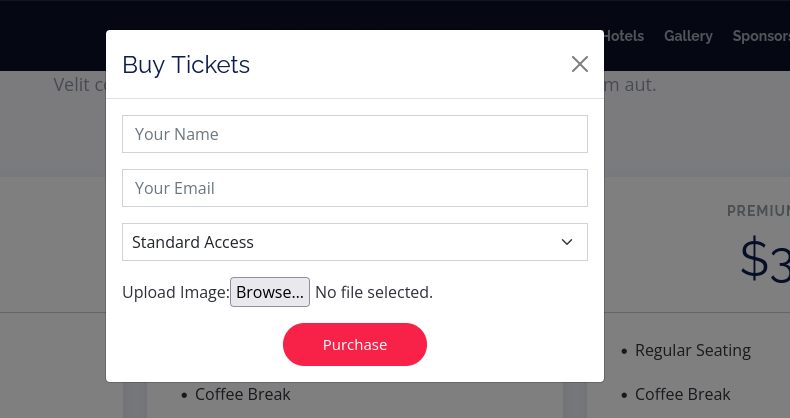 Hotels Gallery Sponsors
Buy Tickets
Velit
m aut.
Your Name
Your Email
Standard Access
PREMIUM
$3
Upload Image: Browse... No file selected.
Purchase
• Regular Seating
• Coffee Break
• Coffee Break